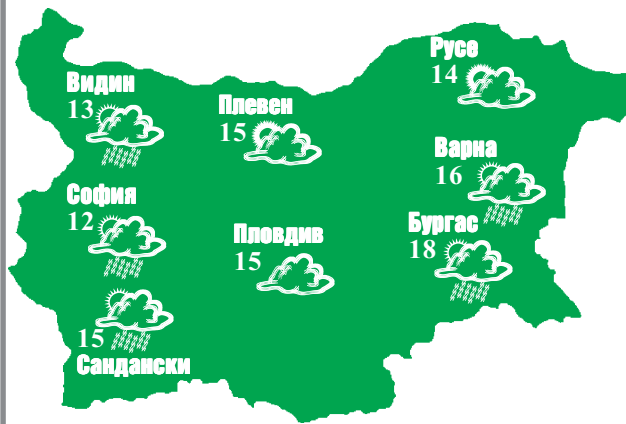 Русе
14
Видин
13
Плевен
15
Варна
16
София
12
Бургас
18
Пловдив
15
15
Сандански